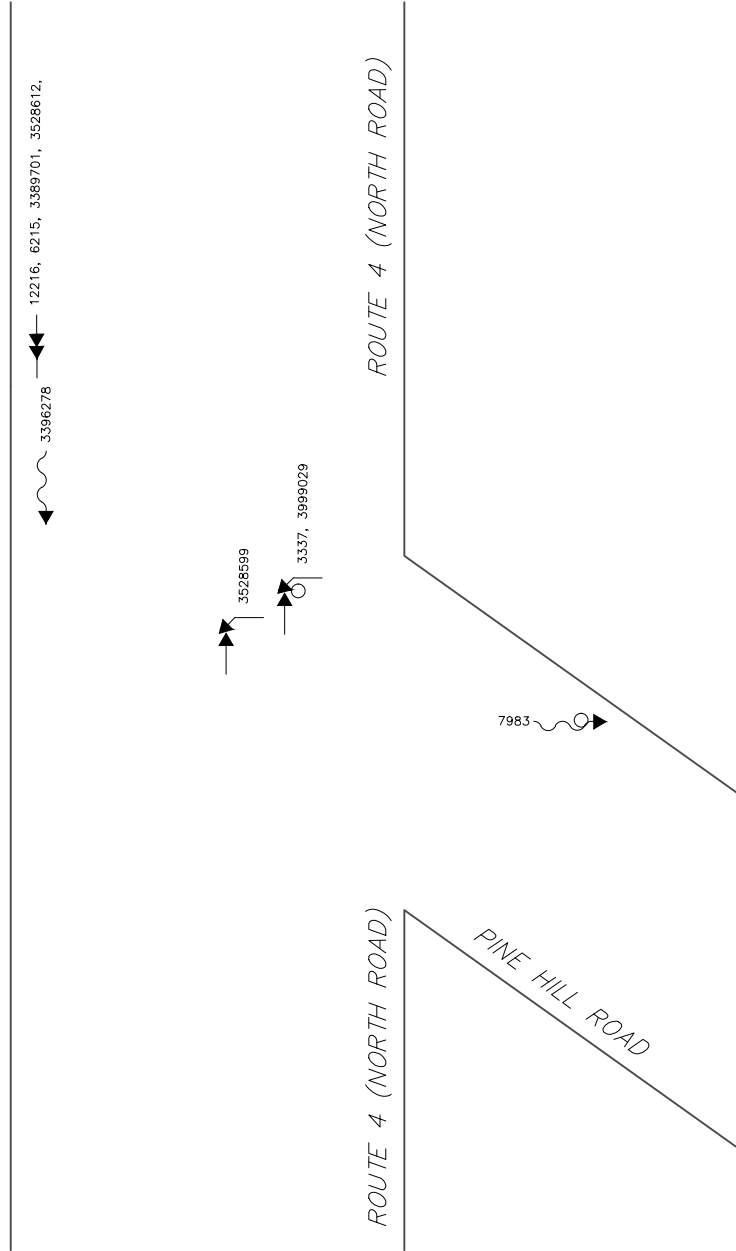 12216, 6215, 3389701, 3528612,
ROUTE 4 (NORTH ROAD)
3396278
3337, 3999029
3528599
7983
ROUTE 4 (NORTH ROAD)
PINE HILL ROAD